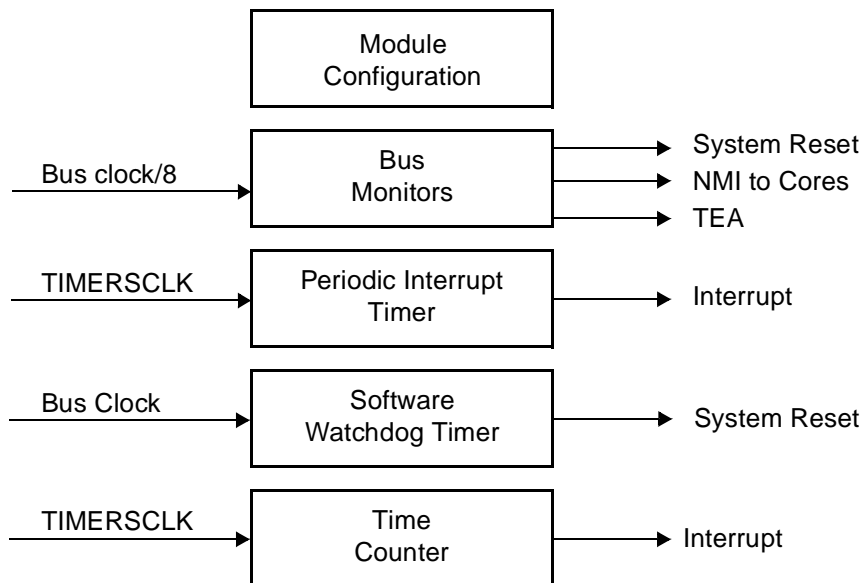 Module
Configuration
Bus clock/8
Bus
Monitors
System Reset
NMI to Cores
TEA
TIMERSCLK
Periodic Interrupt
Timer
Interrupt
Bus Clock
Software
Watchdog Timer
System Reset
TIMERSCLK
Time
Counter
Interrupt